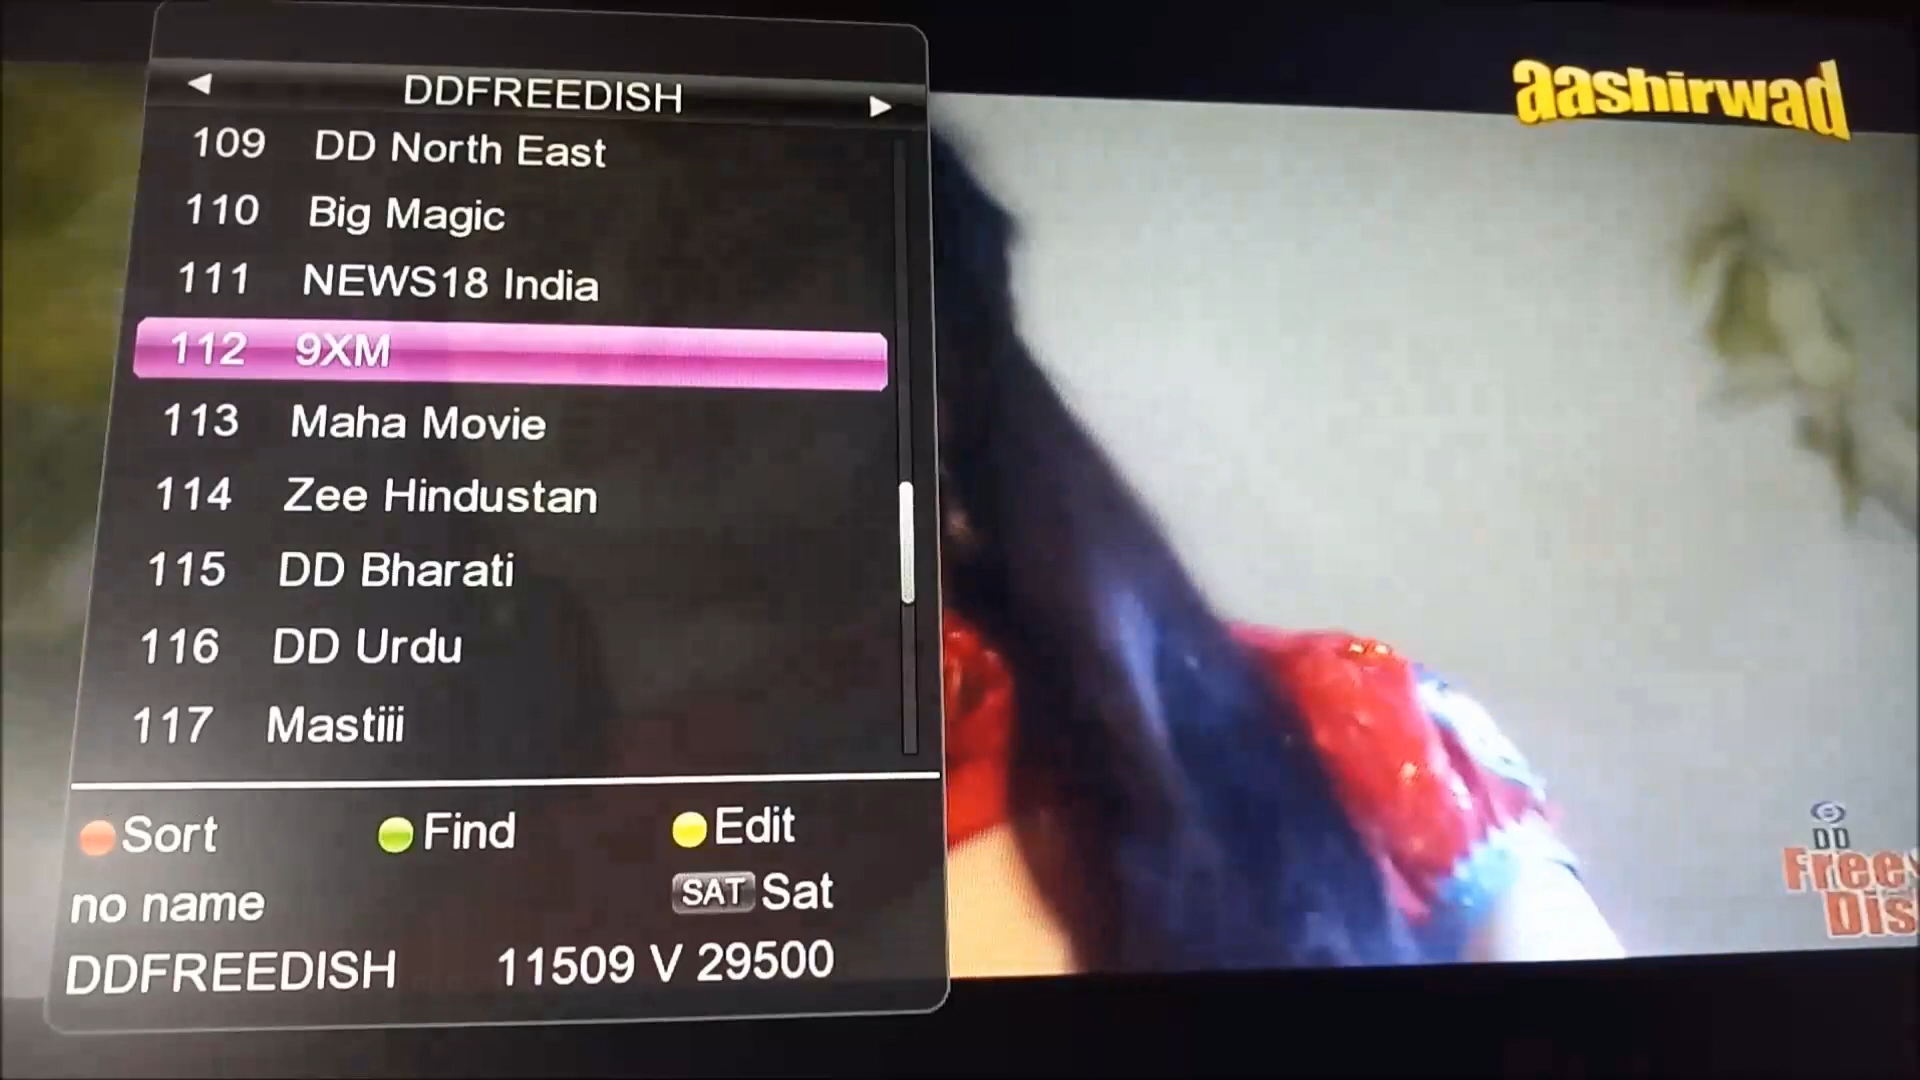 DDFREEDISH
109 DD North East
110 Big Magic
111 NEWS18 India
112 9XM
113 Maha Movie
114 Zee Hindustan
115 DD Bharati
116 DD Urdu
117 Mastiii
Sort Find Edit
no name SAT Sat
DDFREEDISH 11509 V 29500
aashirwad
DD
Free
Dis